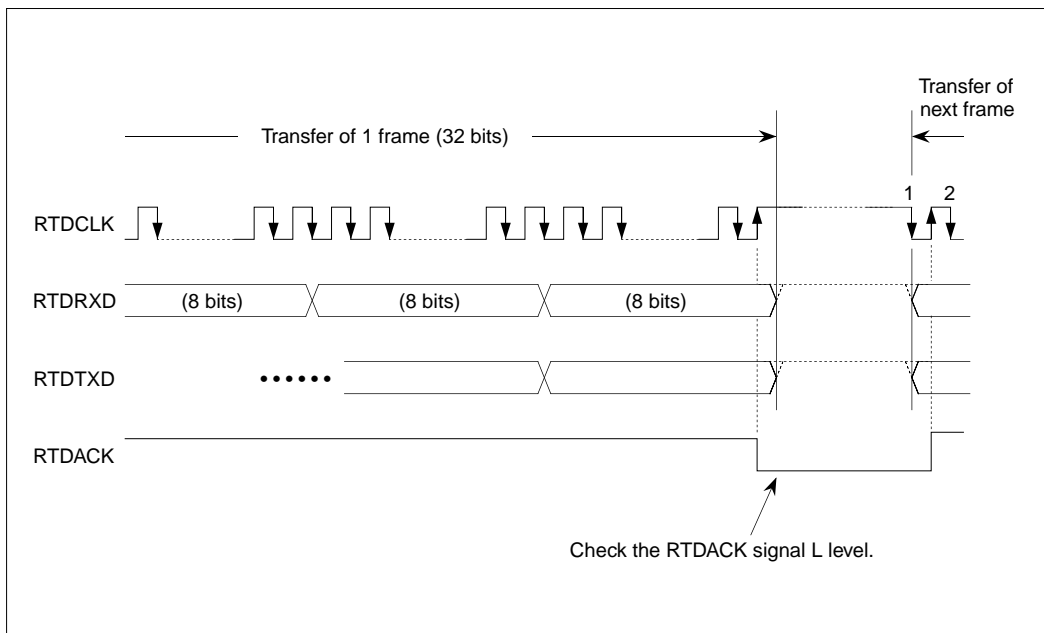 Transfer of
next frame
Transfer of 1 frame (32 bits)
1 2
RTDCLK
RTDRXD (8 bits) (8 bits) (8 bits)
RTDTXD
RTDACK
Check the RTDACK signal L level.